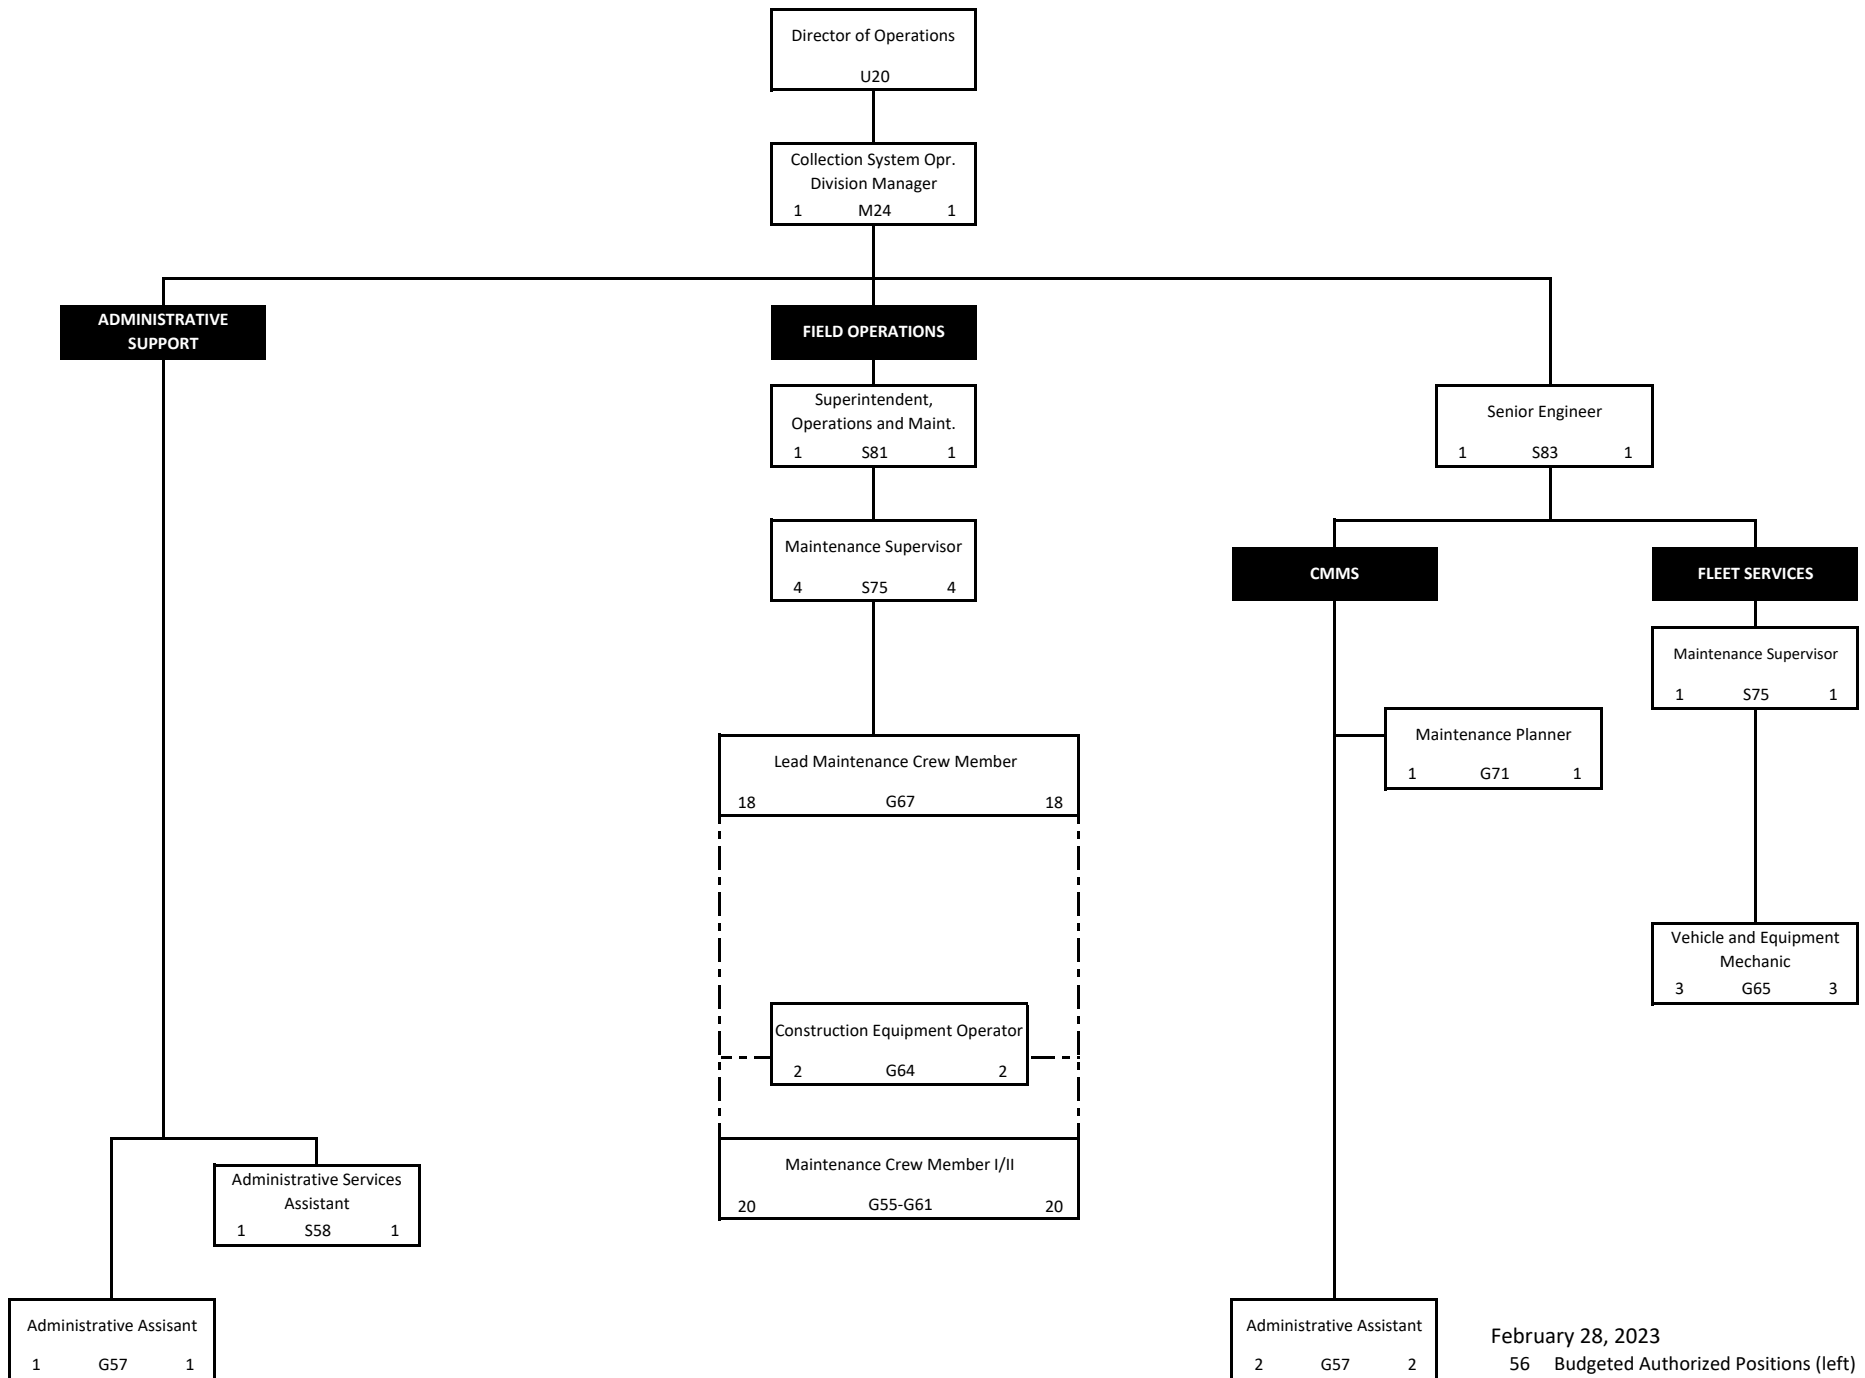 Director of Operations
U20
Collection System Opr.
Division Manager
1 M24 1
ADMINISTRATIVE
SUPPORT
FIELD OPERATIONS
Superintendent,
Operations and Maint.
1 S81 1
Senior Engineer
1 S83 1
Maintenance Supervisor
4 S75 4
CMMS
FLEET SERVICES
Maintenance Supervisor
1 S75 1
Maintenance Planner
1 G71 1
Lead Maintenance Crew Member
18 G67 18
Vehicle and Equipment
Mechanic
3 G65 3
Construction Equipment Operator
2 G64 2
Maintenance Crew Member I/II
20 G55-G61 20
Administrative Services
Assistant
1 S58 1
Administrative Assisant
1 G57 1
Administrative Assistant
2 G57 2
February 28, 2023
56 Budgeted Authorized Positions (left)